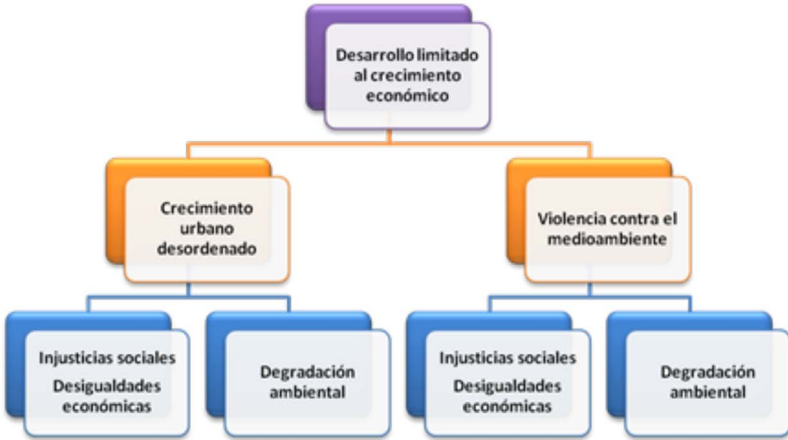 Desarrollo limitado
al crecimiento
económico
Crecimiento
urbano
desordenado
Violencia contra el
medioambiente
Injusticias sociales
Desigualdades
económicas
Degradación
ambiental
Injusticias sociales
Desigualdades
económicas
Degradación
ambiental